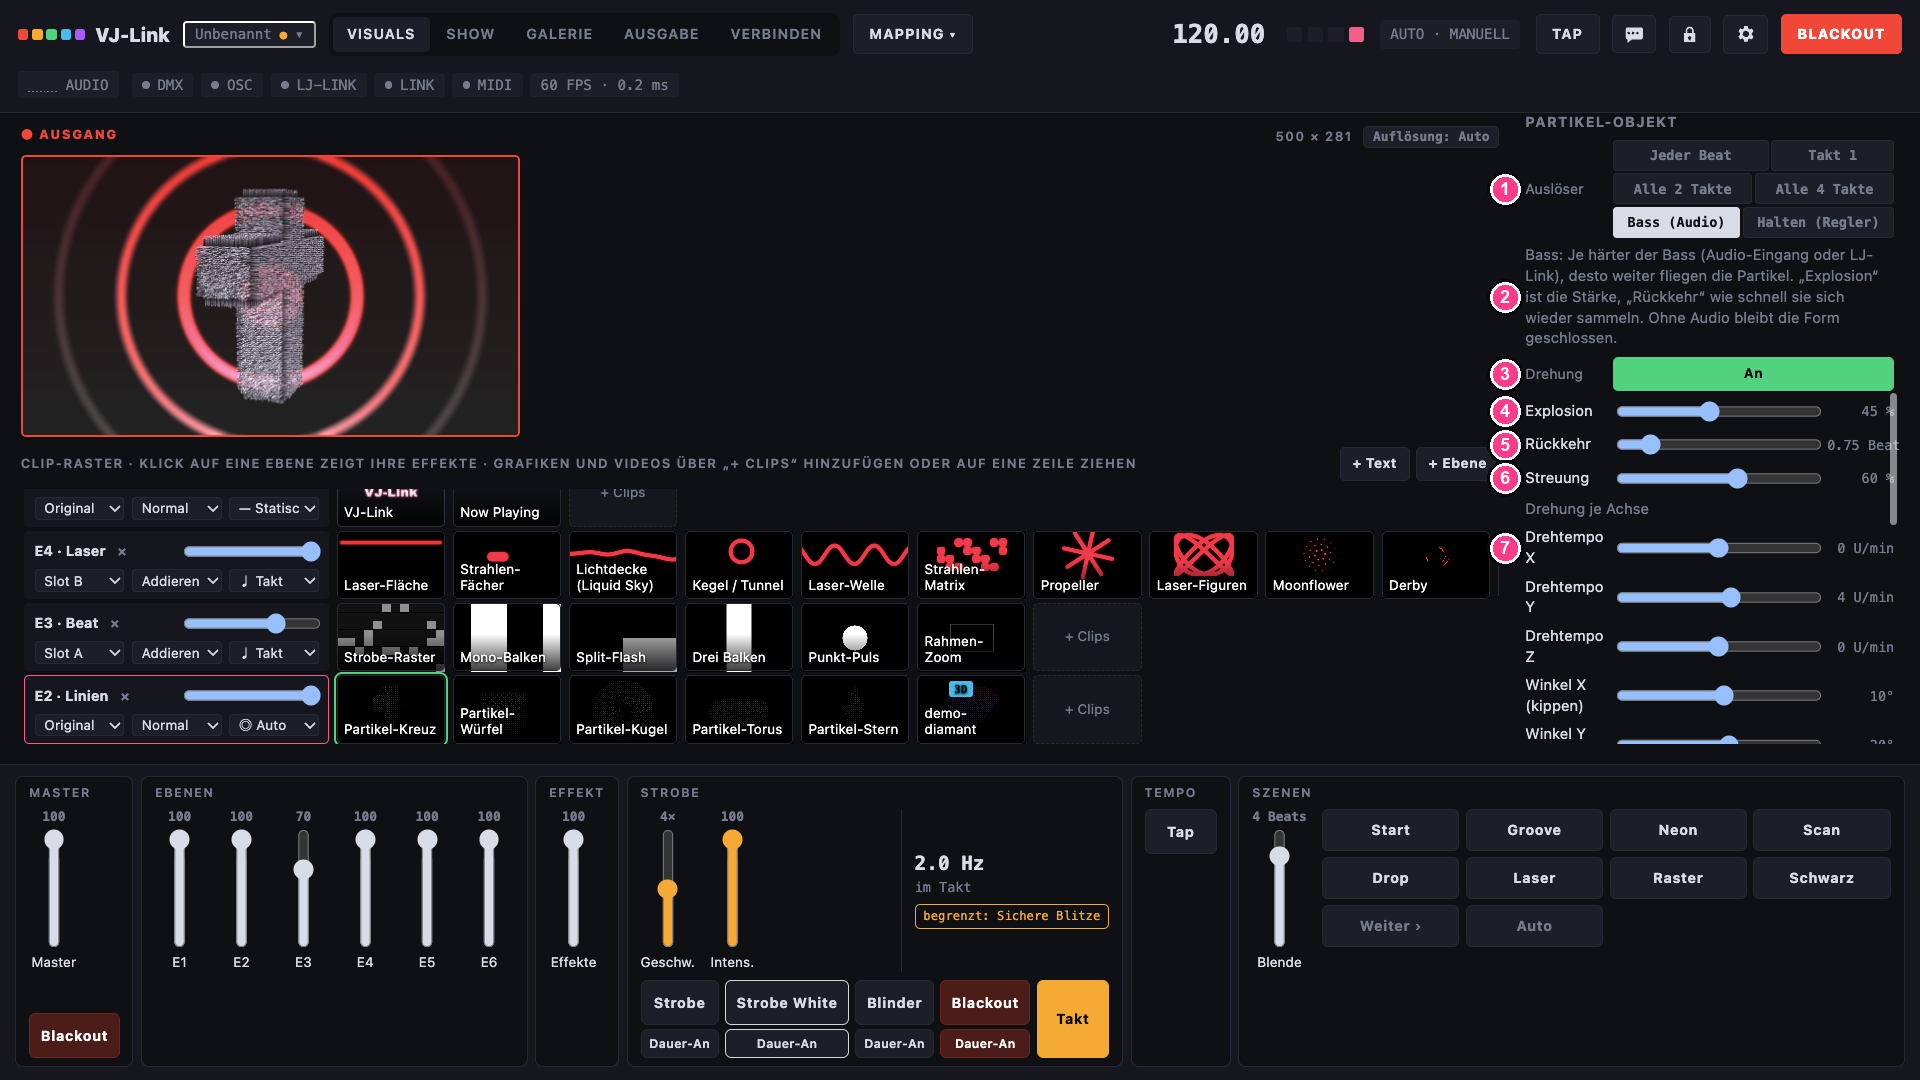 VJ-Link
Unbenannt ● ▾
VISUALS SHOW GALERIE AUSGABE VERBINDEN
MAPPING ▾
120.00
AUTO · MANUELL
TAP
BLACKOUT
AUDIO
DMX
OSC
LJ-LINK
LINK
MIDI
60 FPS · 0.2 ms
AUSGANG
500 × 281
Auflösung: Auto
PARTIKEL-OBJEKT
Jeder Beat
Takt 1
1
Auslöser
Alle 2 Takte
Alle 4 Takte
Bass (Audio)
Halten (Regler)
2
Bass: Je härter der Bass (Audio-Eingang oder LJ-
Link), desto weiter fliegen die Partikel. „Explosion“
ist die Stärke, „Rückkehr“ wie schnell sie sich
wieder sammeln. Ohne Audio bleibt die Form
geschlossen.
3
Drehung
An
4
Explosion
45 %
5
Rückkehr
0.75 Beat
6
Streuung
60 %
Drehung je Achse
7
Drehtempo
X
0 U/min
Drehtempo
Y
4 U/min
Drehtempo
Z
0 U/min
Winkel X
(kippen)
10°
Winkel Y
CLIP-RASTER · KLICK AUF EINE EBENE ZEIGT IHRE EFFEKTE · GRAFIKEN UND VIDEOS ÜBER „+ CLIPS“ HINZUFÜGEN ODER AUF EINE ZEILE ZIEHEN
+ Text
+ Ebene
Original
Normal
— Statisc
VJ-Link
VJ-Link
Now Playing
+ Clips
E4 · Laser ×
Slot B
Addieren
♩ Takt
Laser-Fläche
Strahlen-
Fächer
Lichtdecke
(Liquid Sky)
Kegel / Tunnel
Laser-Welle
Strahlen-
Matrix
Propeller
Laser-Figuren
Moonflower
Derby
E3 · Beat ×
Slot A
Addieren
♩ Takt
Strobe-Raster
Mono-Balken
Split-Flash
Drei Balken
Punkt-Puls
Rahmen-
Zoom
+ Clips
E2 · Linien ×
Original
Normal
◎ Auto
Partikel-Kreuz
Partikel-
Würfel
Partikel-Kugel
Partikel-Torus
Partikel-Stern
3D
demo-
diamant
+ Clips
MASTER
100
Master
Blackout
EBENEN
100 100 70 100 100 100
E1 E2 E3 E4 E5 E6
EFFEKT
100
Effekte
STROBE
4× 100
Geschw. Intens.
2.0 Hz
im Takt
begrenzt: Sichere Blitze
Strobe
Strobe White
Blinder
Blackout
Takt
Dauer-An
Dauer-An
Dauer-An
Dauer-An
TEMPO
Tap
SZENEN
4 Beats
Blende
Start Groove Neon Scan
Drop Laser Raster Schwarz
Weiter › Auto